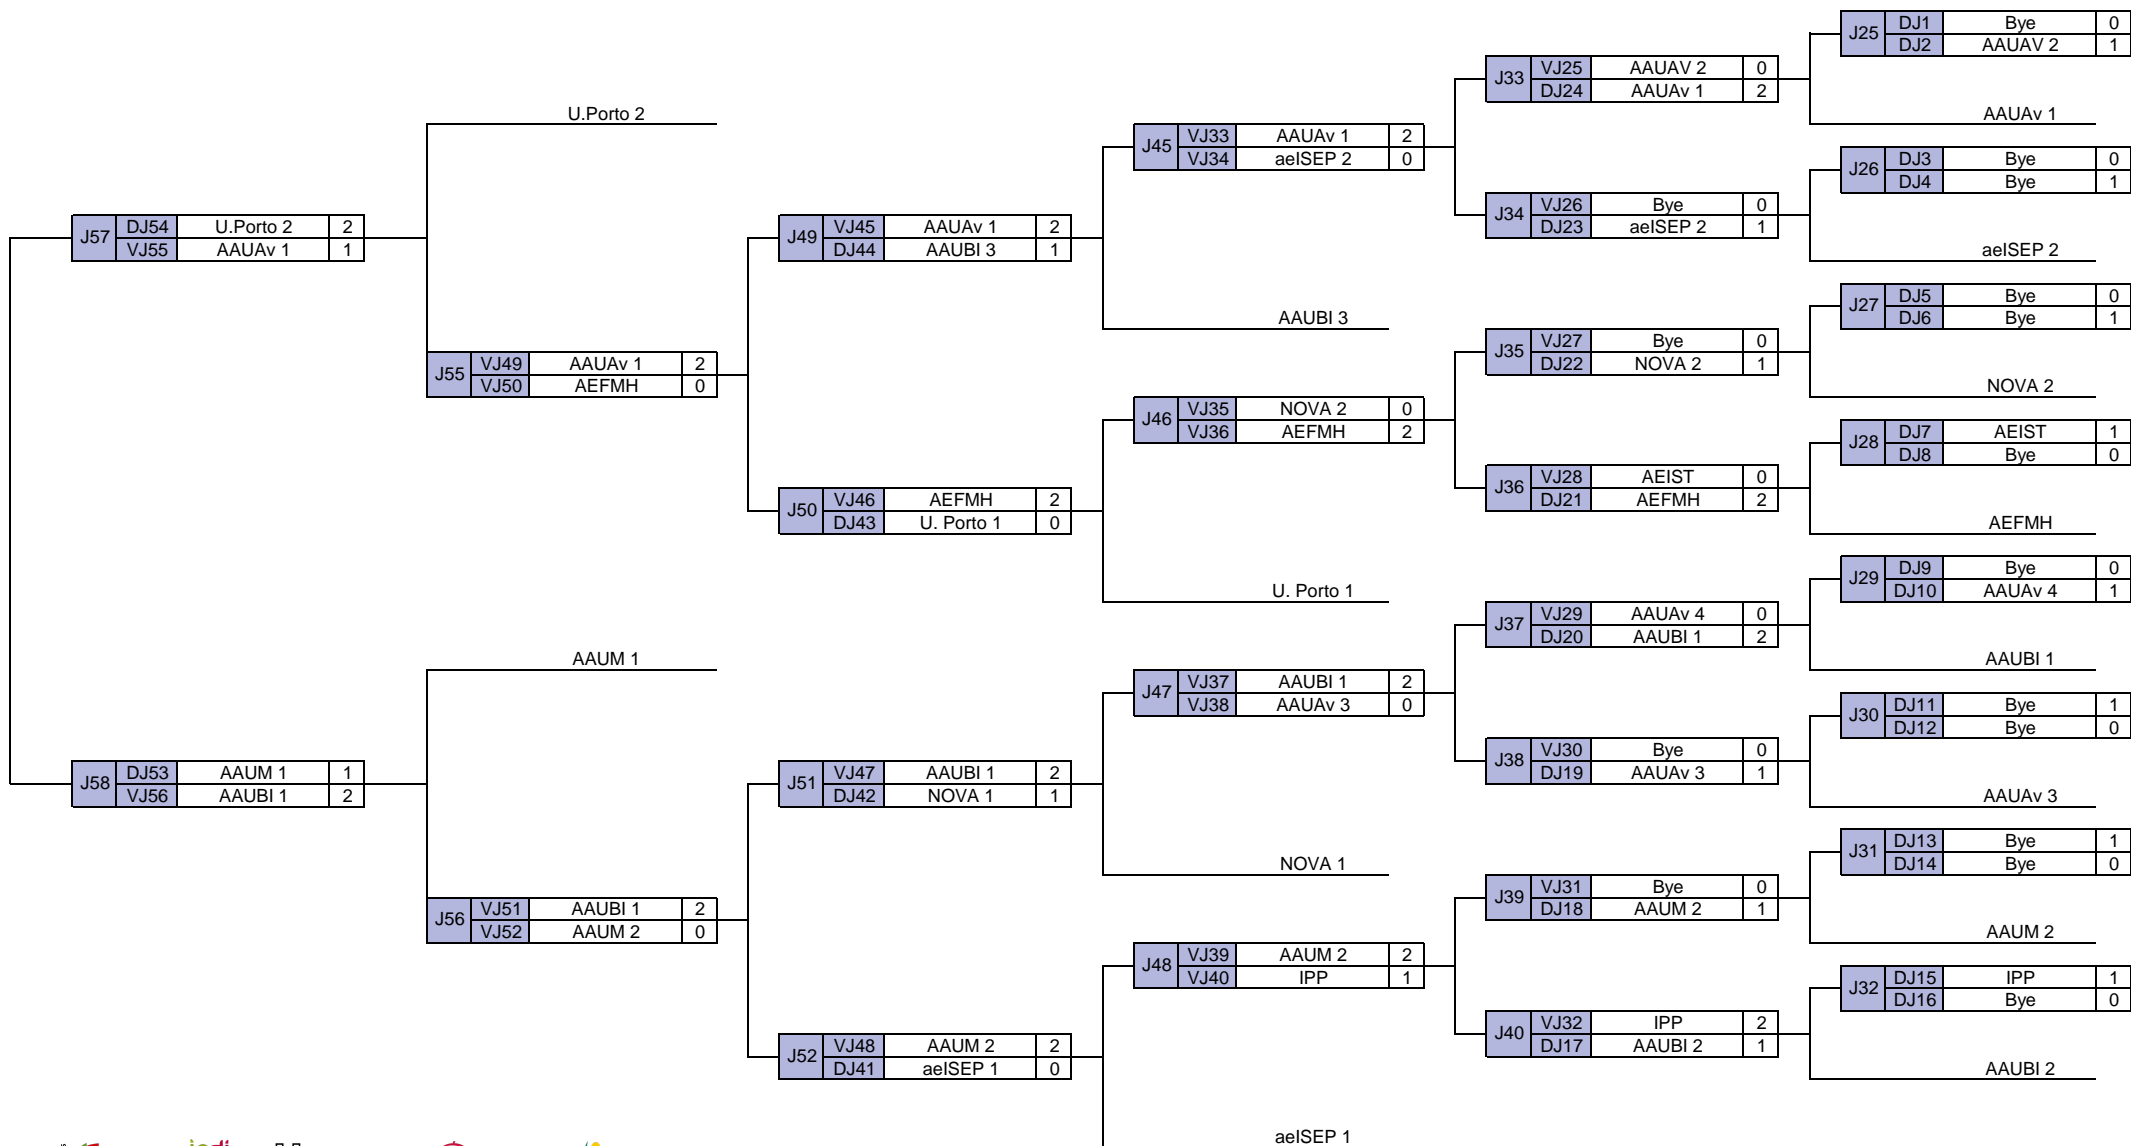 J25 DJ1 Bye 0
DJ2 AAUAV 2 1
J33 VJ25 AAUAV 2 0
DJ24 AAUAv 1 2
U.Porto 2
AAUAv 1
J45 VJ33 AAUAv 1 2
VJ34 aeISEP 2 0
J26 DJ3 Bye 0
DJ4 Bye 1
J34 VJ26 Bye 0
DJ23 aeISEP 2 1
J57 DJ54 U.Porto 2 2
VJ55 AAUAv 1 1
J49 VJ45 AAUAv 1 2
DJ44 AAUBI 3 1
aeISEP 2
J27 DJ5 Bye 0
DJ6 Bye 1
AAUBI 3
J35 VJ27 Bye 0
DJ22 NOVA 2 1
J55 VJ49 AAUAv 1 2
VJ50 AEFMH 0
NOVA 2
J46 VJ35 NOVA 2 0
VJ36 AEFMH 2
J28 DJ7 AEIST 1
DJ8 Bye 0
J36 VJ28 AEIST 0
DJ21 AEFMH 2
J50 VJ46 AEFMH 2
DJ43 U. Porto 1 0
AEFMH
J29 DJ9 Bye 0
DJ10 AAUAv 4 1
U. Porto 1
J37 VJ29 AAUAv 4 0
DJ20 AAUBI 1 2
AAUM 1
AAUBI 1
J47 VJ37 AAUBI 1 2
VJ38 AAUAv 3 0
J30 DJ11 Bye 1
DJ12 Bye 0
J38 VJ30 Bye 0
DJ19 AAUAv 3 1
J58 DJ53 AAUM 1 1
VJ56 AAUBI 1 2
J51 VJ47 AAUBI 1 2
DJ42 NOVA 1 1
AAUAv 3
J31 DJ13 Bye 1
DJ14 Bye 0
NOVA 1
J39 VJ31 Bye 0
DJ18 AAUM 2 1
J56 VJ51 AAUBI 1 2
VJ52 AAUM 2 0
AAUM 2
J48 VJ39 AAUM 2 2
VJ40 IPP 1
J32 DJ15 IPP 1
DJ16 Bye 0
J40 VJ32 IPP 2
DJ17 AAUBI 2 1
J52 VJ48 AAUM 2 2
DJ41 aeISEP 1 0
AAUBI 2
aeISEP 1